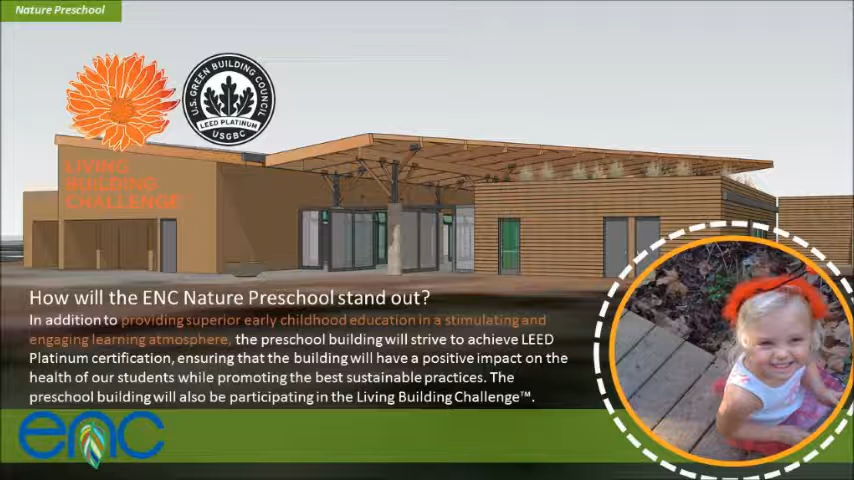 Nature Preschool
U.S. GREEN BUILDING COUNCIL
LEED PLATINUM
USGBC
LIVING
BUILDING
CHALLENGE
How will the ENC Nature Preschool stand out?
In addition to providing superior early childhood education in a stimulating and
engaging learning atmosphere, the preschool building will strive to achieve LEED
Platinum certification, ensuring that the building will have a positive impact on the
health of our students while promoting the best sustainable practices. The
preschool building will also be participating in the Living Building Challenge™.
enc